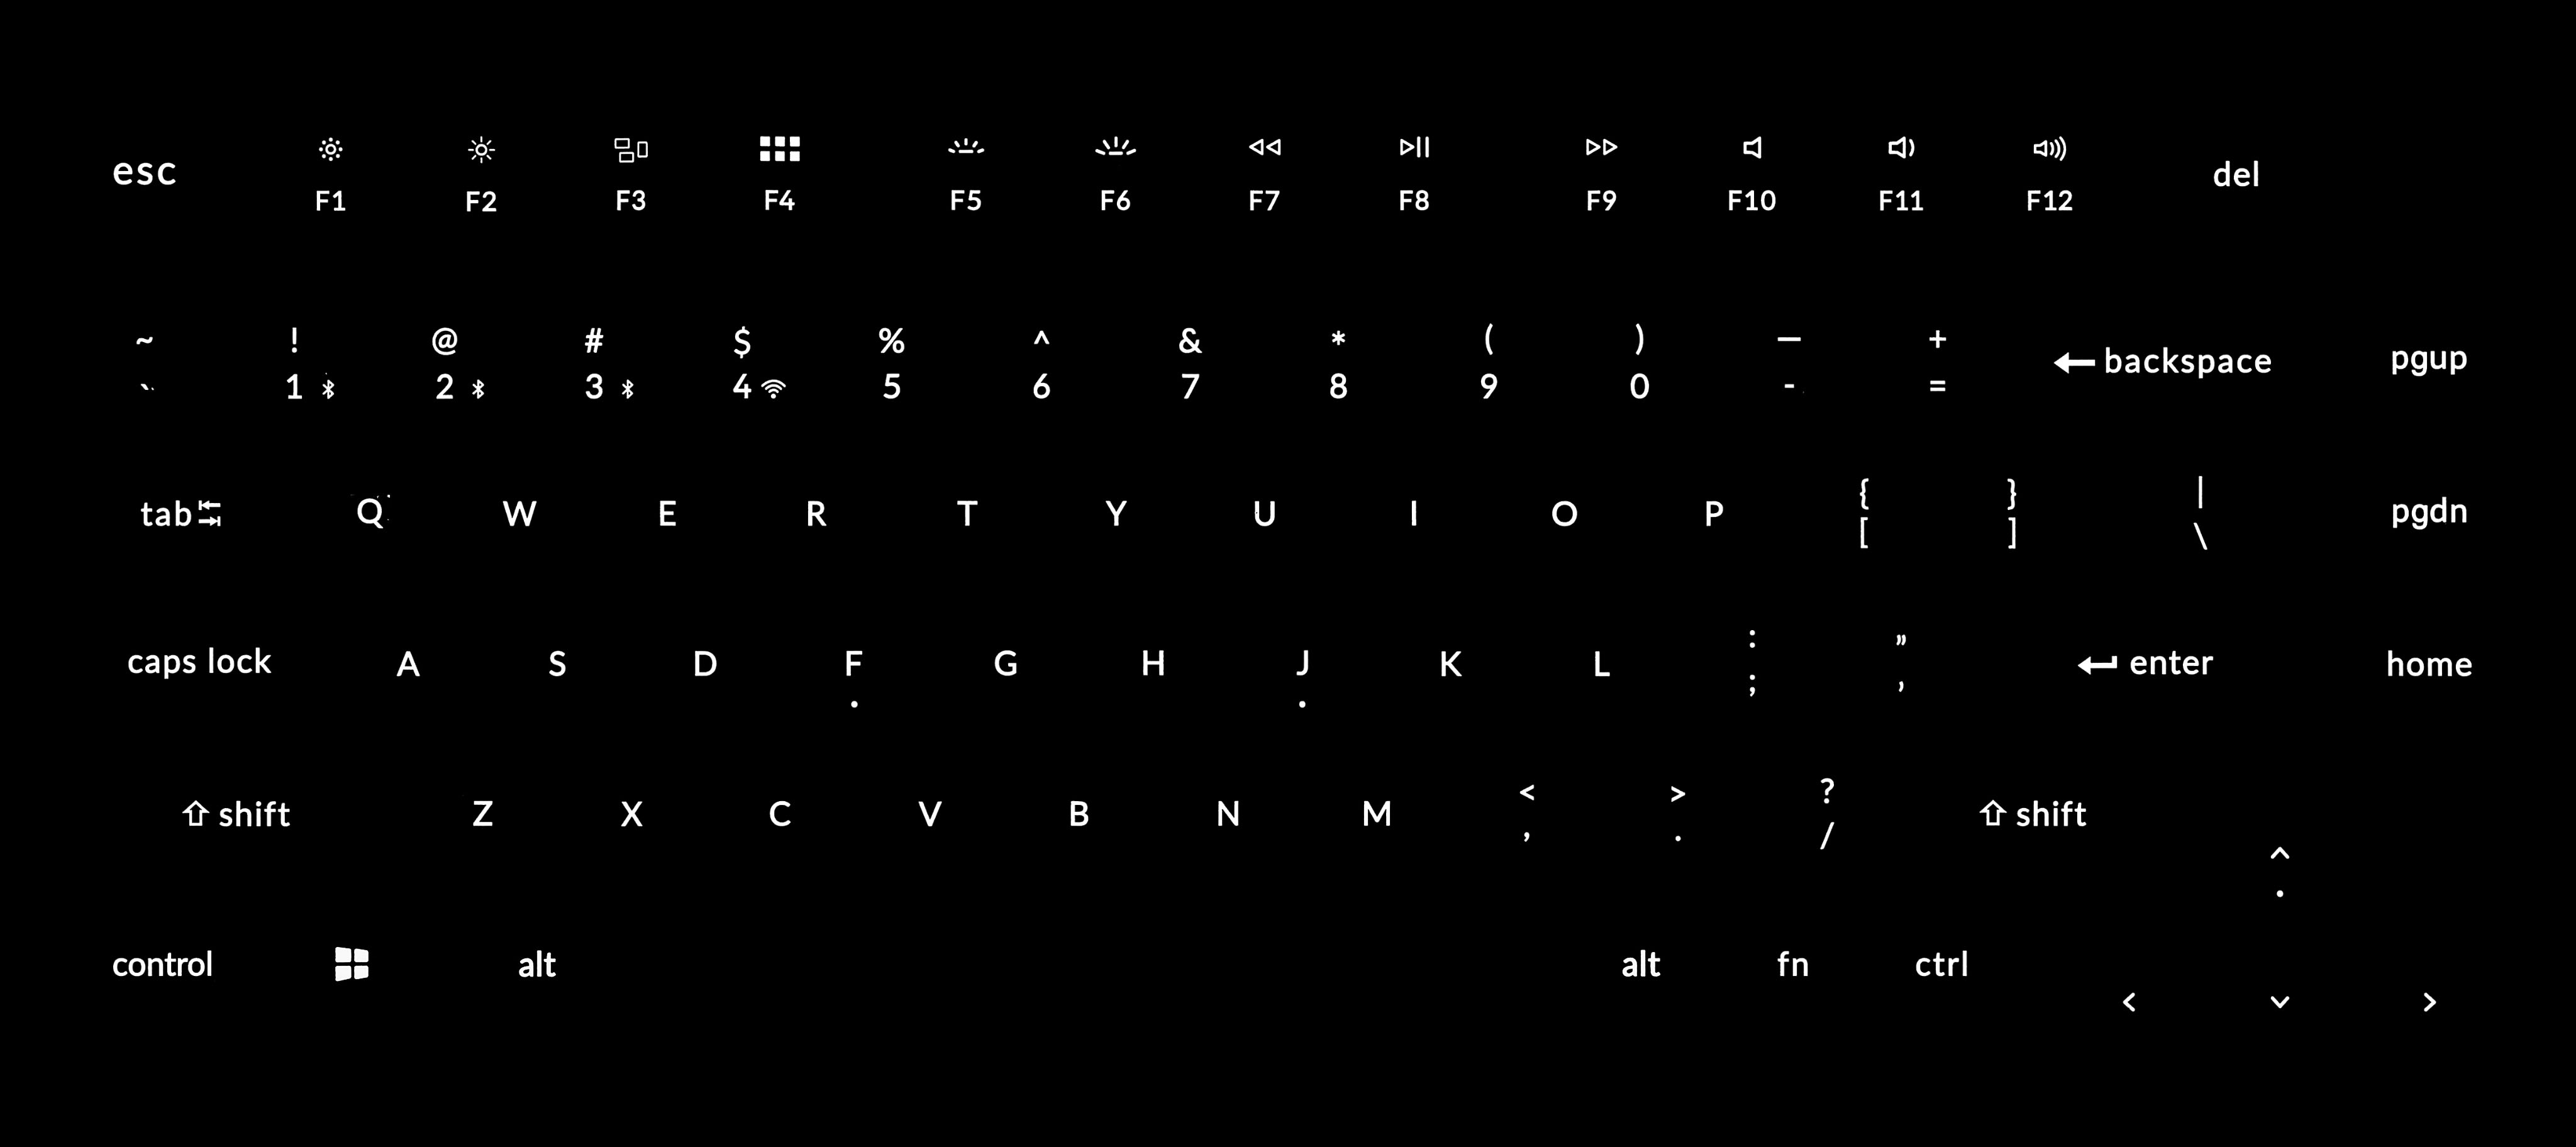 esc F1 F2 F3 F4 F5 F6 F7 F8 F9 F10 F11 F12 del
~ ! @ # $ % ^ & * ( ) — +
` 1 2 3 4 5 6 7 8 9 0 - = backspace pgup
tab Q W E R T Y U I O P { } |
[ ] \ pgdn
caps lock A S D F G H J K L : ” enter home
; ,
shift Z X C V B N M < > ? shift
, . /
^
control alt alt fn ctrl
< v >